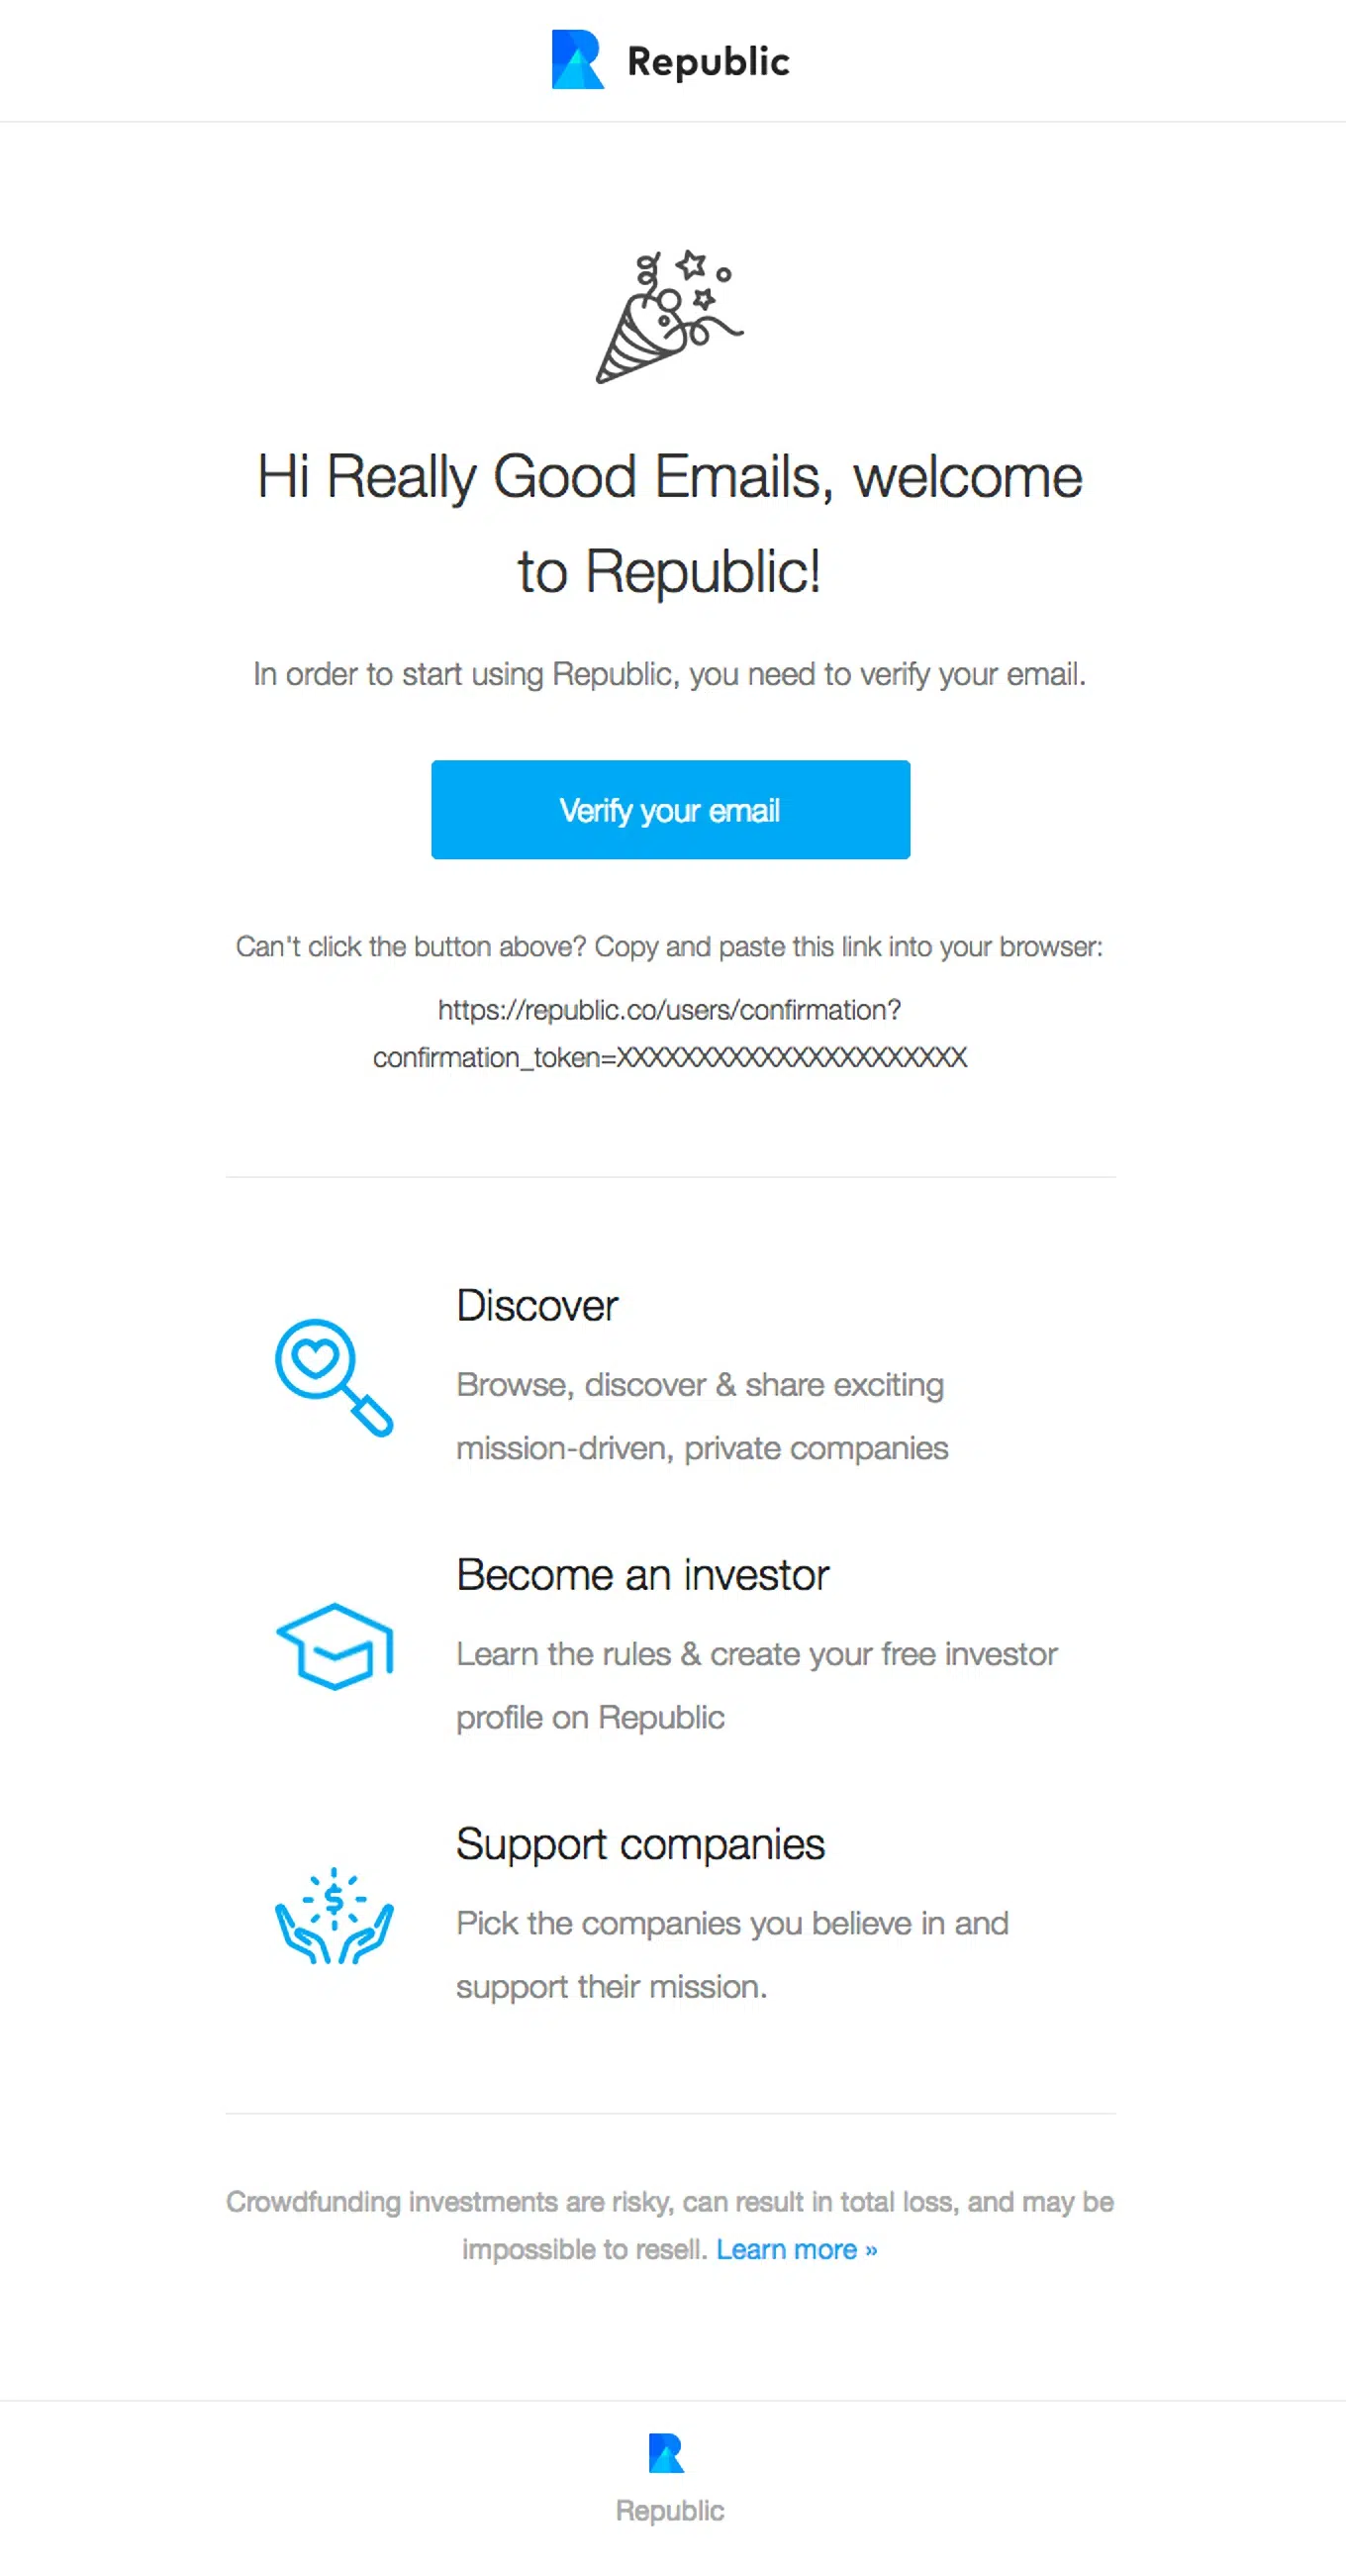 Republic
Hi Really Good Emails, welcome
to Republic!
In order to start using Republic, you need to verify your email.
Verify your email
Can't click the button above? Copy and paste this link into your browser:
https://republic.co/users/confirmation?
confirmation_token=XXXXXXXXXXXXXXXXXXXXXX
Discover
Browse, discover & share exciting
mission-driven, private companies
Become an investor
Learn the rules & create your free investor
profile on Republic
Support companies
Pick the companies you believe in and
support their mission.
Crowdfunding investments are risky, can result in total loss, and may be
impossible to resell. Learn more »
Republic